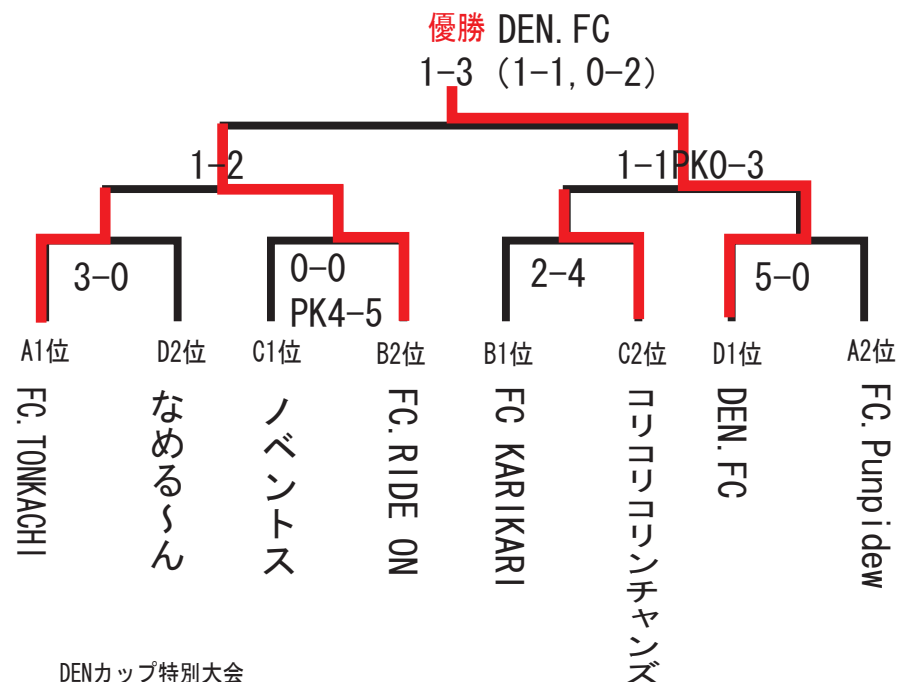 優勝 DEN. FC
1-3 (1-1, 0-2)
1-2
1-1PK0-3
3-0
0-0
PK4-5
2-4
5-0
A1位
D2位
C1位
B2位
B1位
C2位
D1位
A2位
FC. TONKACHI
なめる～ん
ノベントス
FC. RIDE ON
FC KARIKARI
コリコリコリンチャンズ
DEN. FC
FC. Punpidew
DENカップ特別大会